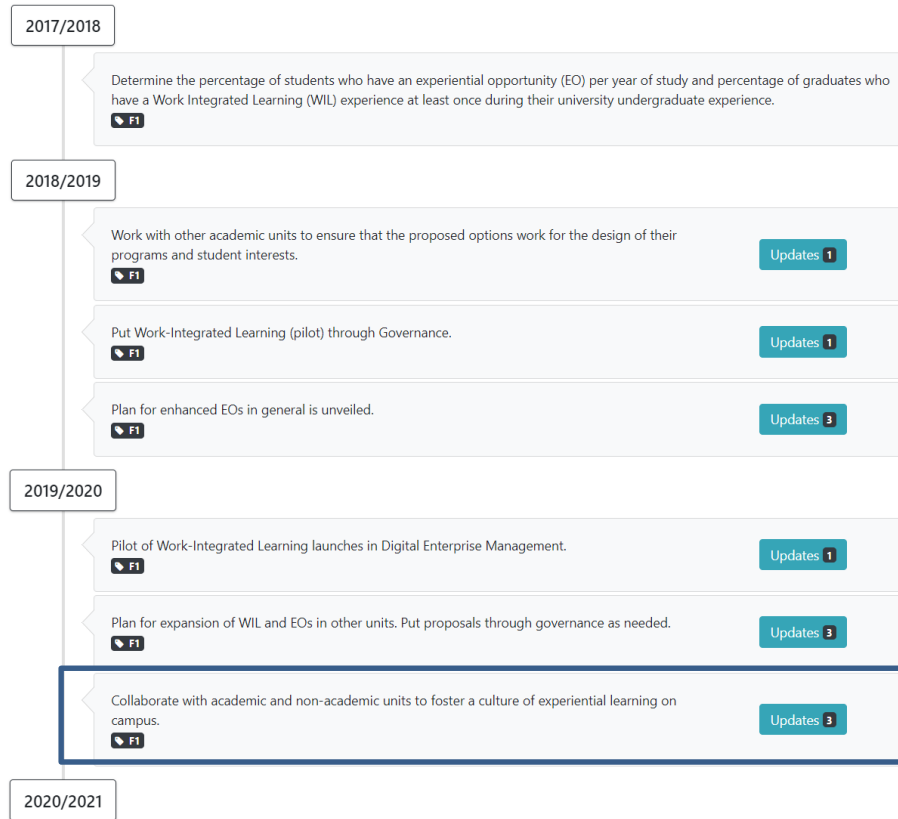 2017/2018
Determine the percentage of students who have an experiential opportunity (EO) per year of study and percentage of graduates who
have a Work Integrated Learning (WIL) experience at least once during their university undergraduate experience.
F1
2018/2019
Work with other academic units to ensure that the proposed options work for the design of their
programs and student interests.
F1
Updates 1
Put Work-Integrated Learning (pilot) through Governance.
F1
Updates 1
Plan for enhanced EOs in general is unveiled.
F1
Updates 3
2019/2020
Pilot of Work-Integrated Learning launches in Digital Enterprise Management.
F1
Updates 1
Plan for expansion of WIL and EOs in other units. Put proposals through governance as needed.
F1
Updates 3
Collaborate with academic and non-academic units to foster a culture of experiential learning on
campus.
F1
Updates 3
2020/2021